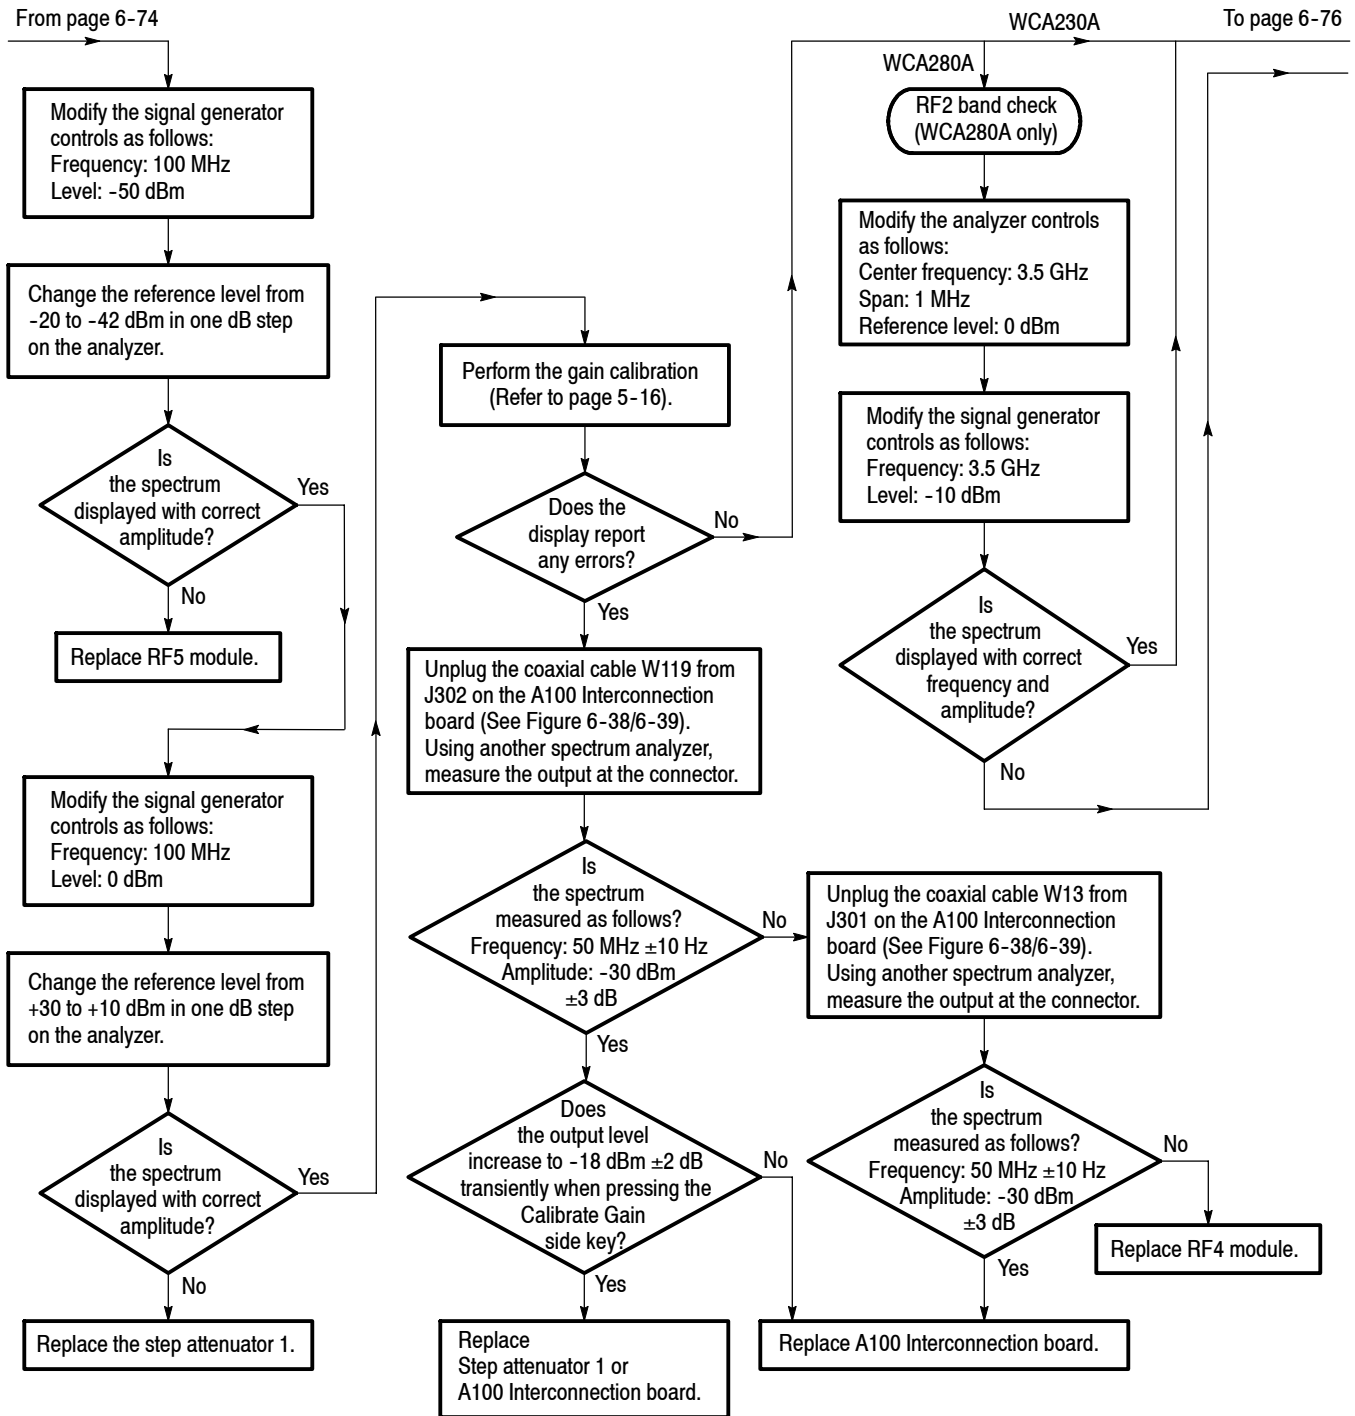 From page 6-74
Modify the signal generator
controls as follows:
Frequency: 100 MHz
Level: -50 dBm
Change the reference level from
-20 to -42 dBm in one dB step
on the analyzer.
Is
the spectrum
displayed with correct
amplitude?
Yes
No
Replace RF5 module.
Modify the signal generator
controls as follows:
Frequency: 100 MHz
Level: 0 dBm
Change the reference level from
+30 to +10 dBm in one dB step
on the analyzer.
Is
the spectrum
displayed with correct
amplitude?
Yes
No
Replace the step attenuator 1.
Perform the gain calibration
(Refer to page 5-16).
Does the
display report
any errors?
No
Yes
Unplug the coaxial cable W119 from
J302 on the A100 Interconnection
board (See Figure 6-38/6-39).
Using another spectrum analyzer,
measure the output at the connector.
Is
the spectrum
measured as follows?
Frequency: 50 MHz ±10 Hz
Amplitude: -30 dBm
±3 dB
No
Yes
Does
the output level
increase to -18 dBm ±2 dB
transiently when pressing the
Calibrate Gain
side key?
No
Yes
Replace
Step attenuator 1 or
A100 Interconnection board.
WCA230A
To page 6-76
WCA280A
RF2 band check
(WCA280A only)
Modify the analyzer controls
as follows:
Center frequency: 3.5 GHz
Span: 1 MHz
Reference level: 0 dBm
Modify the signal generator
controls as follows:
Frequency: 3.5 GHz
Level: -10 dBm
Is
the spectrum
displayed with correct
frequency and
amplitude?
Yes
No
Unplug the coaxial cable W13 from
J301 on the A100 Interconnection
board (See Figure 6-38/6-39).
Using another spectrum analyzer,
measure the output at the connector.
Is
the spectrum
measured as follows?
Frequency: 50 MHz ±10 Hz
Amplitude: -30 dBm
±3 dB
No
Yes
Replace RF4 module.
Replace A100 Interconnection board.